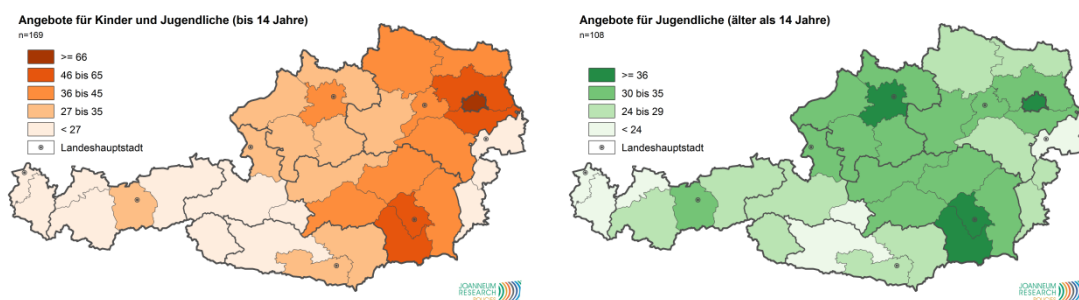 Angebote für Kinder und Jugendliche (bis 14 Jahre)
n=169
>= 66
46 bis 65
36 bis 45
27 bis 35
< 27
Landeshauptstadt
JOANNEUM
RESEARCH
POLICIES
Angebote für Jugendliche (älter als 14 Jahre)
n=108
>= 36
30 bis 35
24 bis 29
< 24
Landeshauptstadt
JOANNEUM
RESEARCH
POLICIES